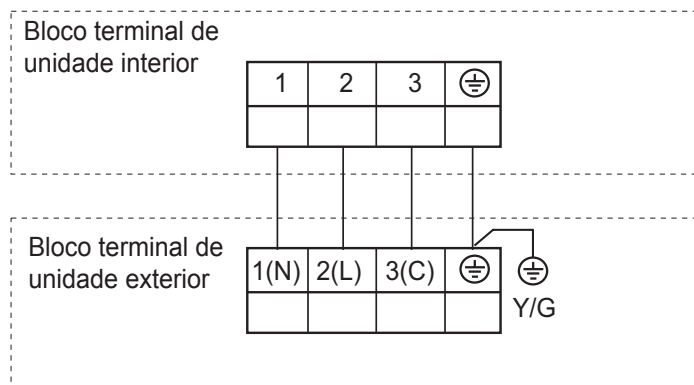 Bloco terminal de
unidade interior
1 2 3
Bloco terminal de
unidade exterior
1(N) 2(L) 3(C)
Y/G